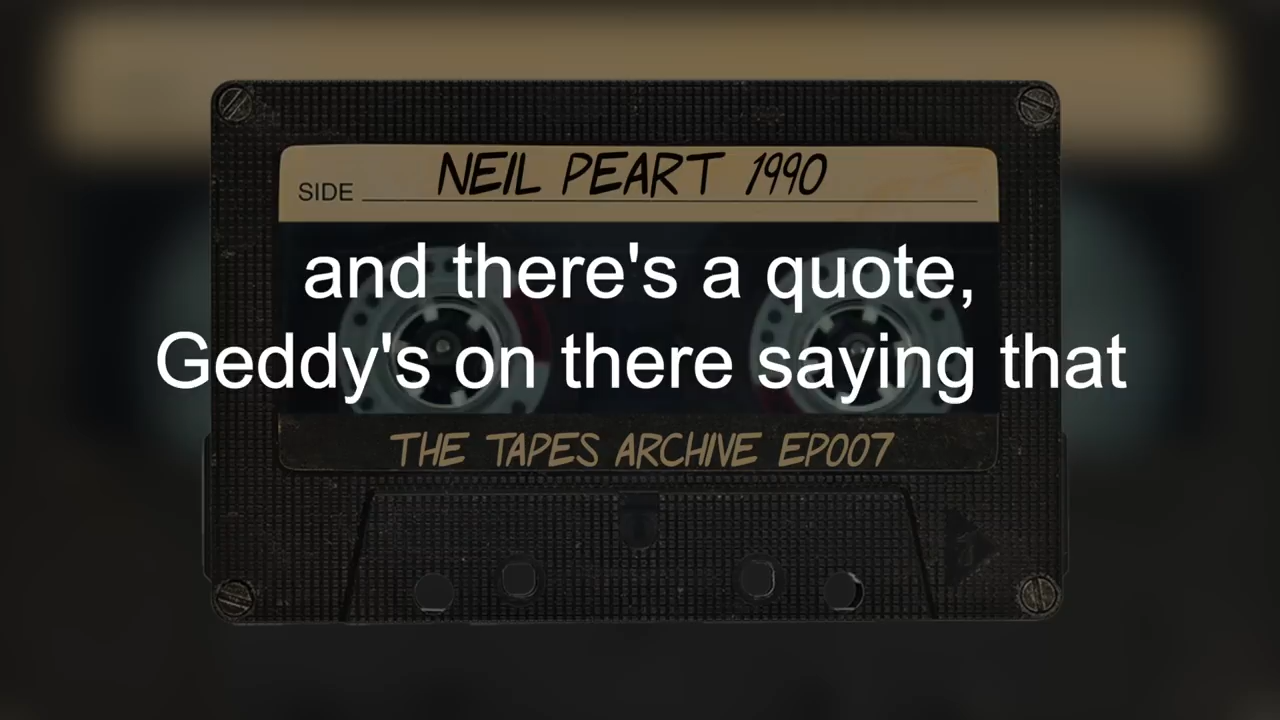 NEIL PEART 1990
SIDE
and there's a quote,
Geddy's on there saying that
THE TAPES ARCHIVE EP007